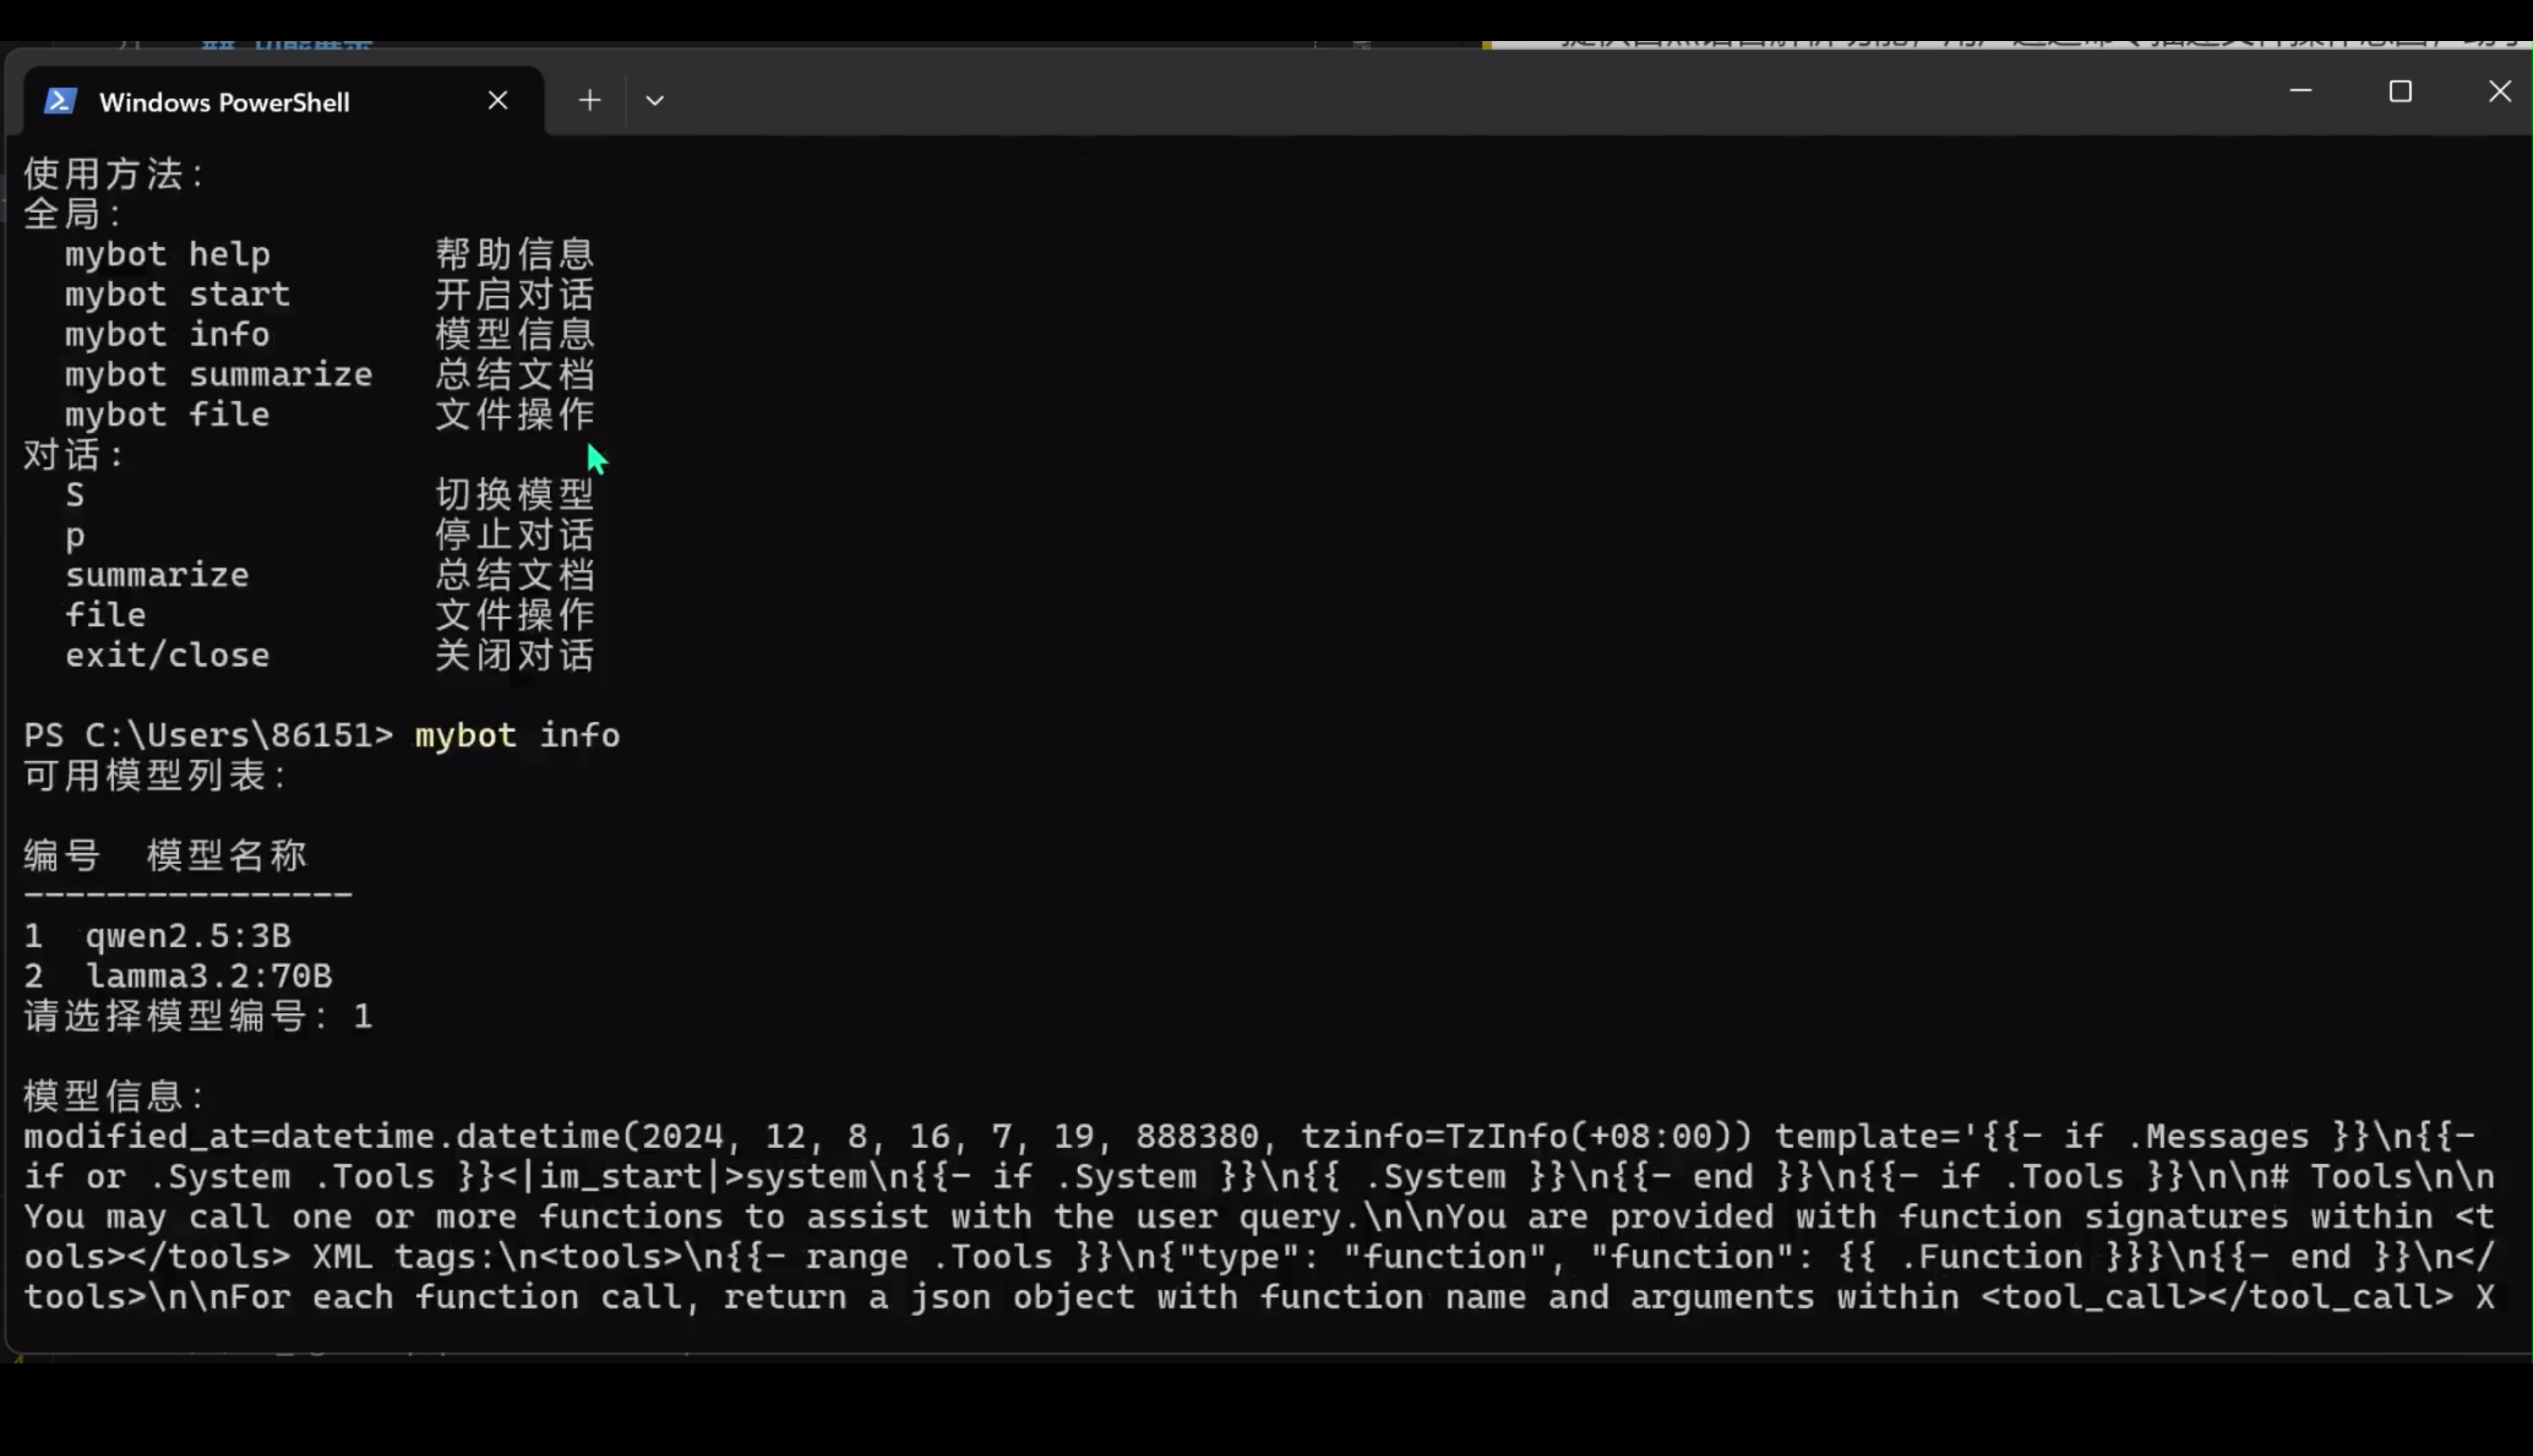 Windows PowerShell
使用方法：
全局：
mybot help 帮助信息
mybot start 开启对话
mybot info 模型信息
mybot summarize 总结文档
mybot file 文件操作
对话：
S 切换模型
p 停止对话
summarize 总结文档
file 文件操作
exit/close 关闭对话
PS C:\Users\86151> mybot info
可用模型列表：
编号 模型名称
----------------
1 qwen2.5:3B
2 lamma3.2:70B
请选择模型编号：1
模型信息：
modified_at=datetime.datetime(2024, 12, 8, 16, 7, 19, 888380, tzinfo=TzInfo(+08:00)) template='{{- if .Messages }}\n{{-
if or .System .Tools }}<|im_start|>system\n{{- if .System }}\n{{ .System }}\n{{- end }}\n{{- if .Tools }}\n\n# Tools\n\n
You may call one or more functions to assist with the user query.\n\nYou are provided with function signatures within <t
ools></tools> XML tags:\n<tools>\n{{- range .Tools }}\n{"type": "function", "function": {{ .Function }}}\n{{- end }}\n</
tools>\n\nFor each function call, return a json object with function name and arguments within <tool_call></tool_call> X